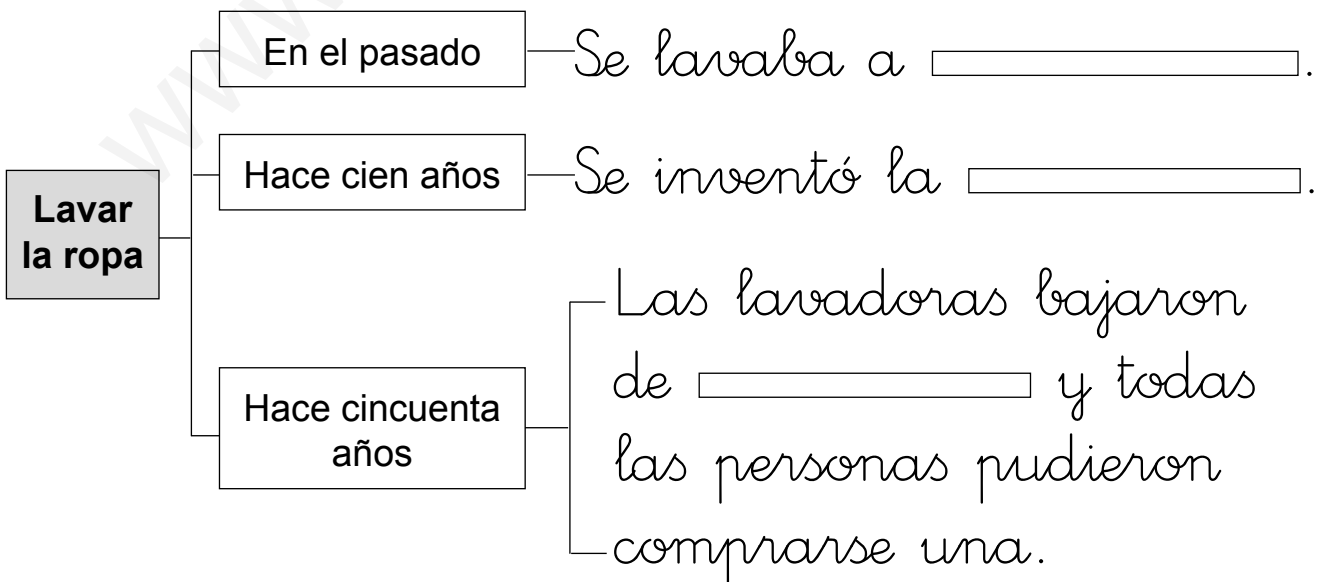 En el pasado
Se lavaba a .
Hace cien años
Se inventó la .
Lavar
la ropa
Hace cincuenta
años
Las lavadoras bajaron
de y todas
las personas pudieron
comprarse una.